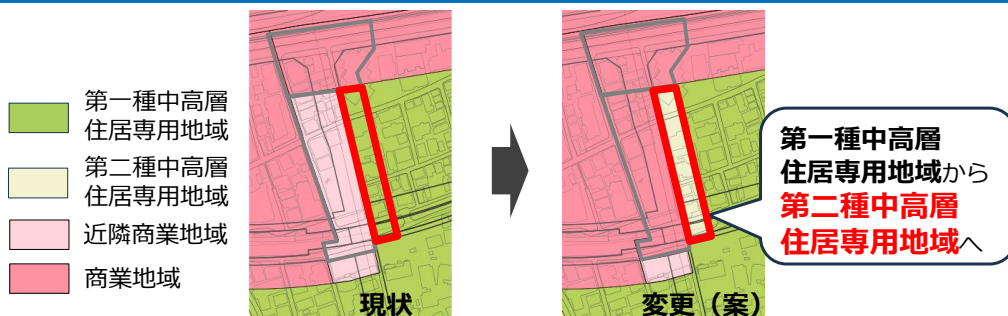 第一種中高層
住居専用地域
第二種中高層
住居専用地域
近隣商業地域
商業地域
現状
変更（案）
第一種中高層
住居専用地域から
第二種中高層
住居専用地域へ